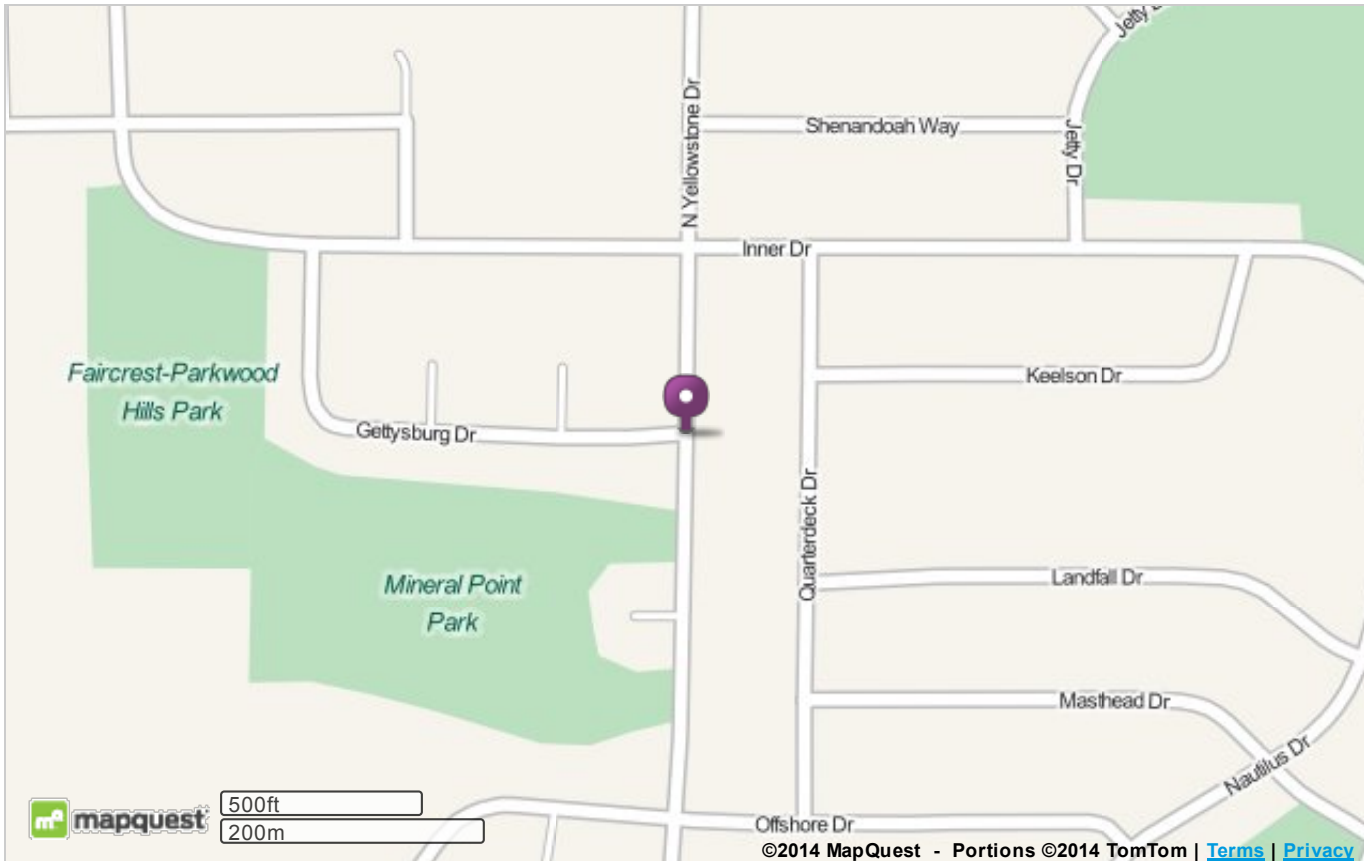 Jetty D
N Yellowstone Dr
Shenandoah Way
Jetty Dr
Inner Dr
Faircrest-Parkwood
Hills Park
Keelson Dr
Gettysburg Dr
Quarterdeck Dr
Mineral Point
Park
Landfall Dr
Masthead Dr
Nautilus Dr
mapquest
500ft
200m
Offshore Dr
©2014 MapQuest - Portions ©2014 TomTom | Terms | Privacy